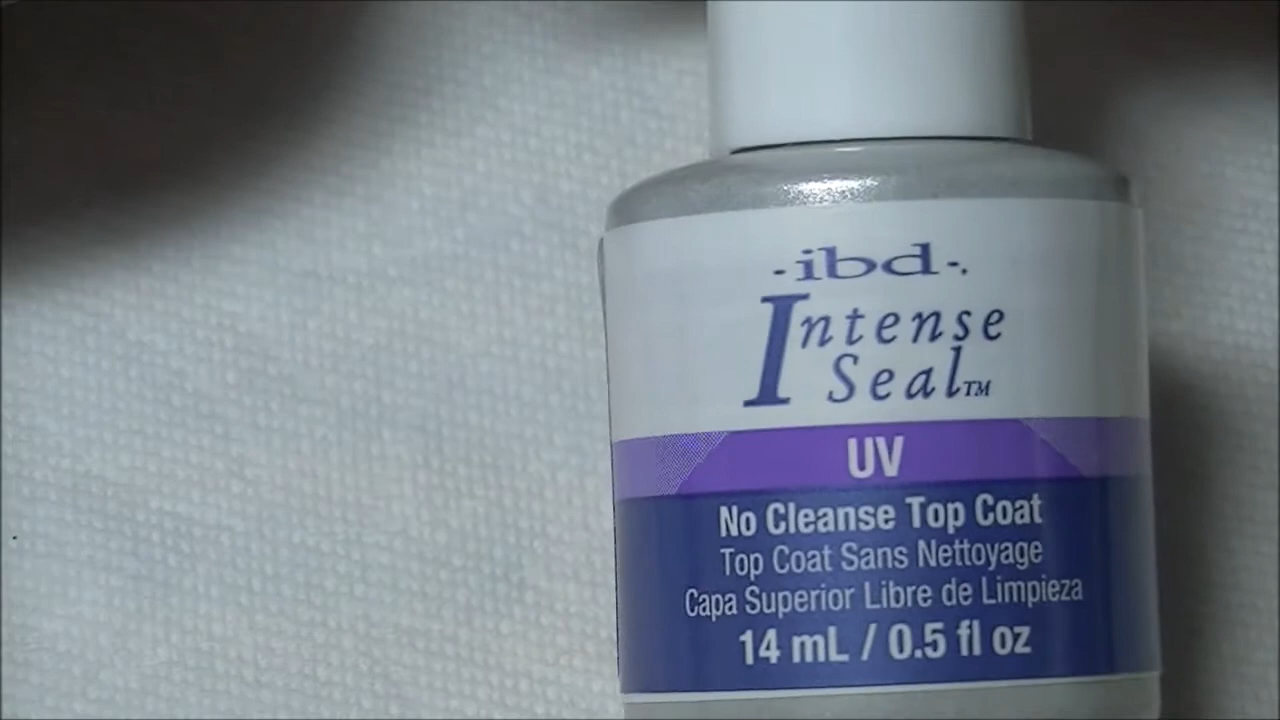 ibd
Intense
Seal™
UV
No Cleanse Top Coat
Top Coat Sans Nettoyage
Capa Superior Libre de Limpieza
14 mL / 0.5 fl oz